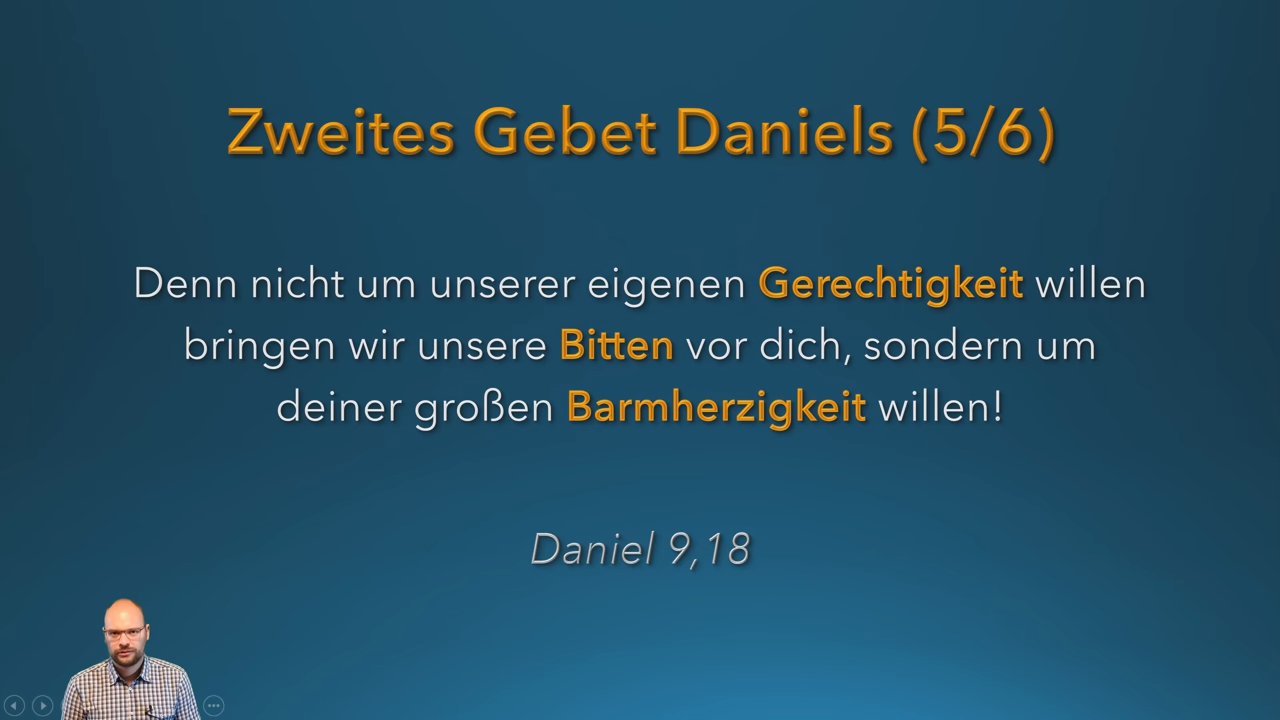 Zweites Gebet Daniels (5/6)
Denn nicht um unserer eigenen Gerechtigkeit willen
bringen wir unsere Bitten vor dich, sondern um
deiner großen Barmherzigkeit willen!
Daniel 9,18